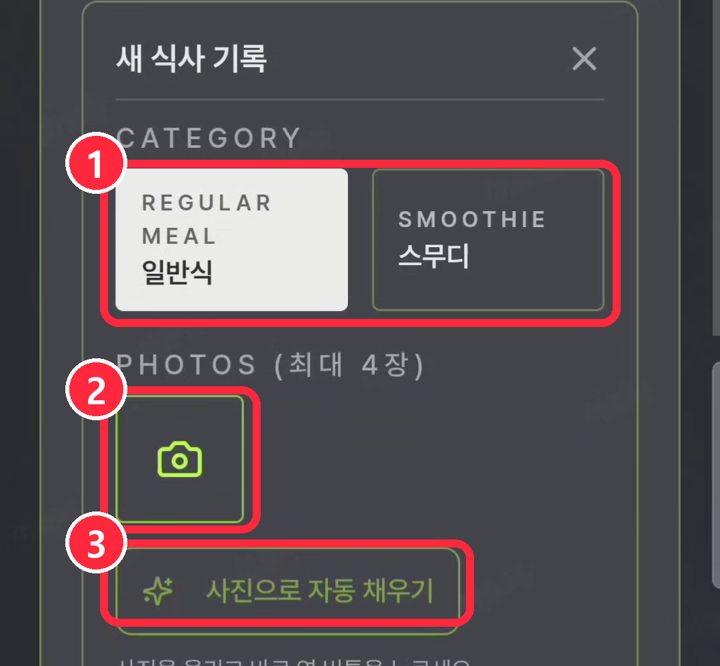 새 식사 기록
CATEGORY
1
REGULAR
MEAL
일반식
SMOOTHIE
스무디
PHOTOS (최대 4장)
2
3
사진으로 자동 채우기